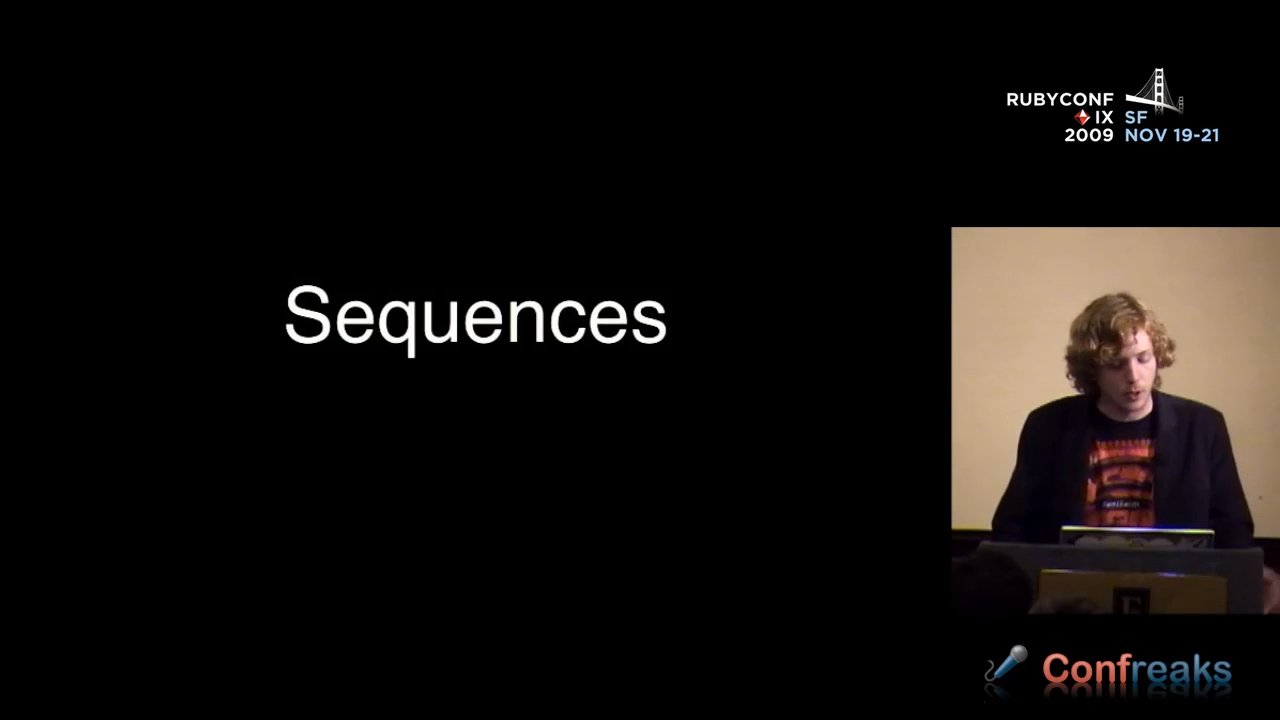 Sequences
RUBYCONF
IX SF
2009 NOV 19-21
Confreaks